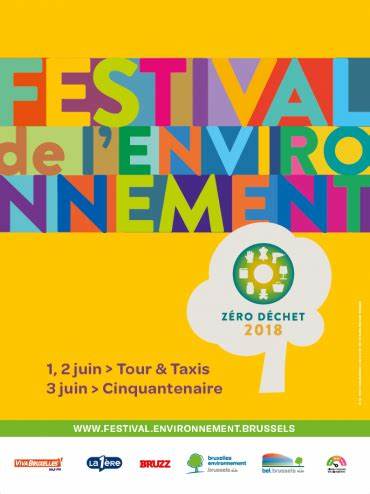 FESTIVAL
de l'ENVIRO
NNEMENT
ZÉRO DÉCHET
2018
1, 2 juin > Tour & Taxis
3 juin > Cinquantenaire
WWW.FESTIVAL.ENVIRONNEMENT.BRUSSELS
VIVABRUXELLES
LA 1ÈRE
BRUZZ
bruxelles
environnement
bel.brussels